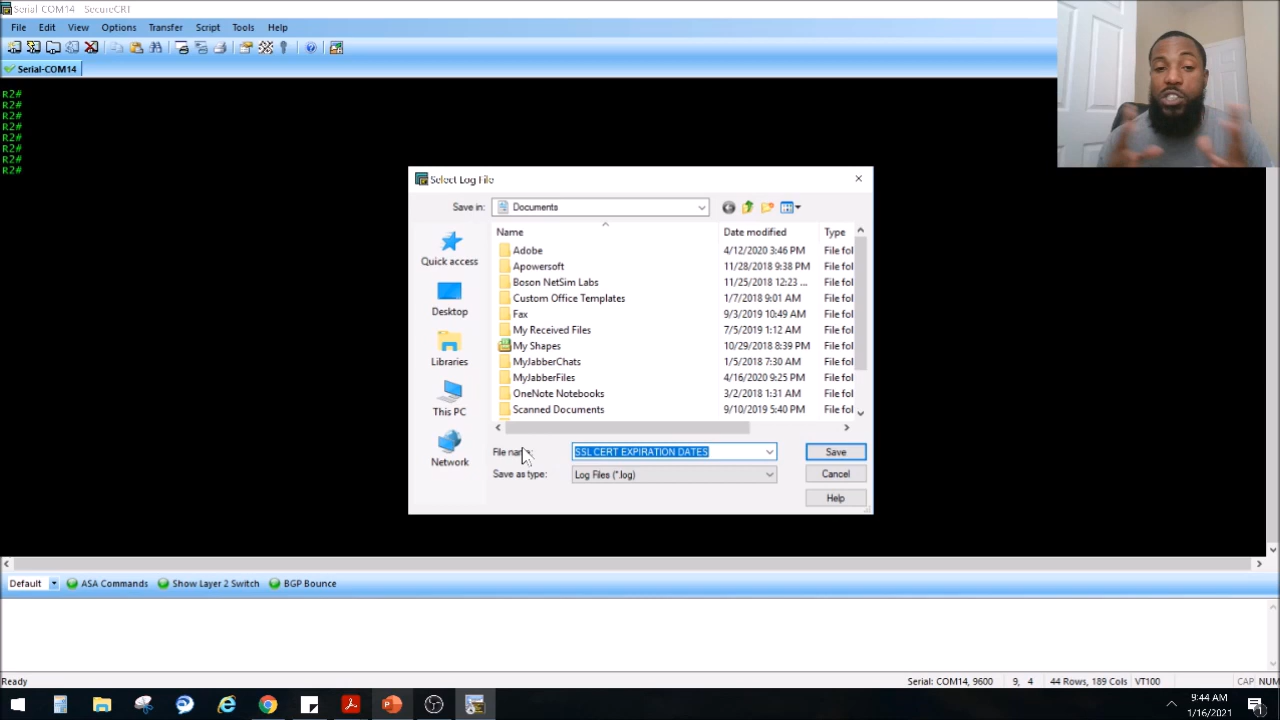 Serial-COM14 - SecureCRT
File Edit View Options Transfer Script Tools Help
Serial-COM14
R2#
R2#
R2#
R2#
R2#
R2#
R2#
R2#
Select Log File
Save in: Documents
Name Date modified Type
Adobe 4/12/2020 3:46 PM File fol
Apowersoft 11/28/2018 9:38 PM File fol
Boson NetSim Labs 11/25/2018 12:23 ... File fol
Custom Office Templates 1/7/2018 9:01 AM File fol
Fax 9/3/2019 10:49 AM File fol
My Received Files 7/5/2019 1:12 AM File fol
My Shapes 10/29/2018 8:39 PM File fol
MyJabberChats 1/5/2018 7:30 AM File fol
MyJabberFiles 4/16/2020 9:25 PM File fol
OneNote Notebooks 3/2/2018 1:31 AM File fol
Scanned Documents 9/10/2019 5:40 PM File fol
Quick access
Desktop
Libraries
This PC
Network
File name: SSL CERT EXPIRATION DATES Save
Save as type: Log Files (*.log) Cancel
Help
Default ASA Commands Show Layer 2 Switch BGP Bounce
Ready Serial: COM14, 9600 9, 4 44 Rows, 189 Cols VT100 CAP NUM
9:44 AM
1/16/2021